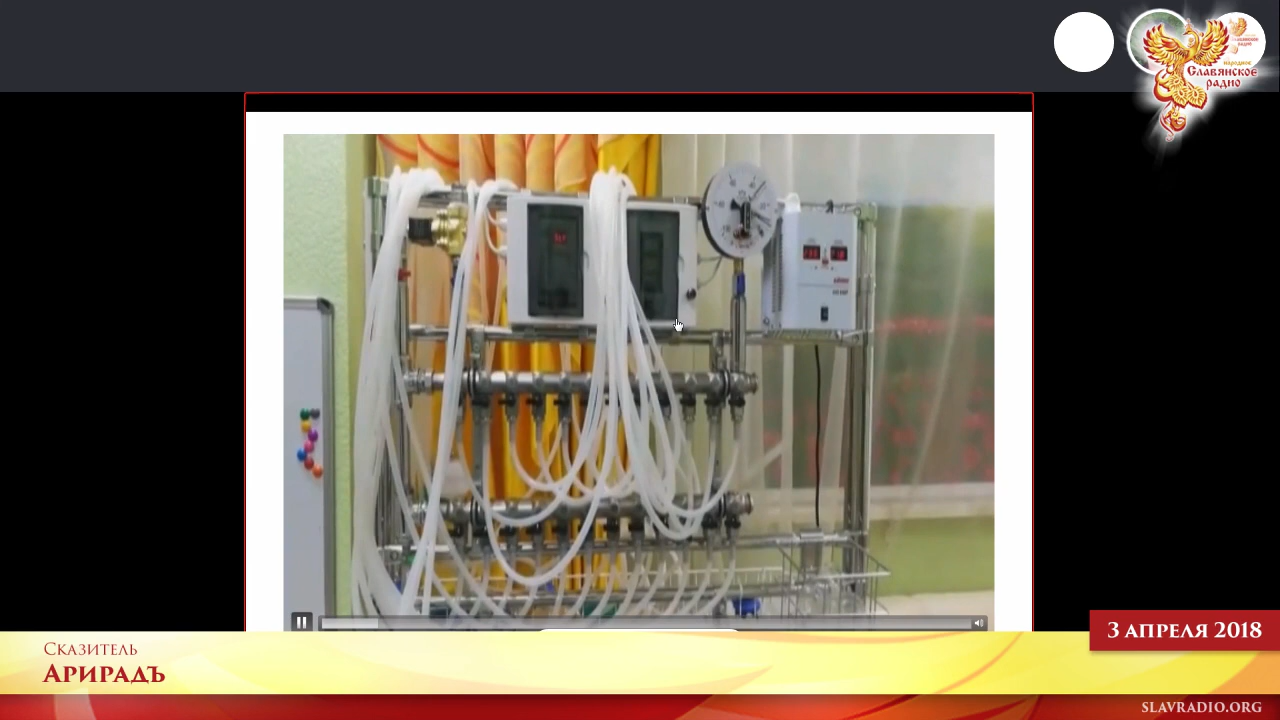 народное
Славянское
радио
3 АПРЕЛЯ 2018
Сказитель
АРИРАДЪ
SLAVRADIO.ORG